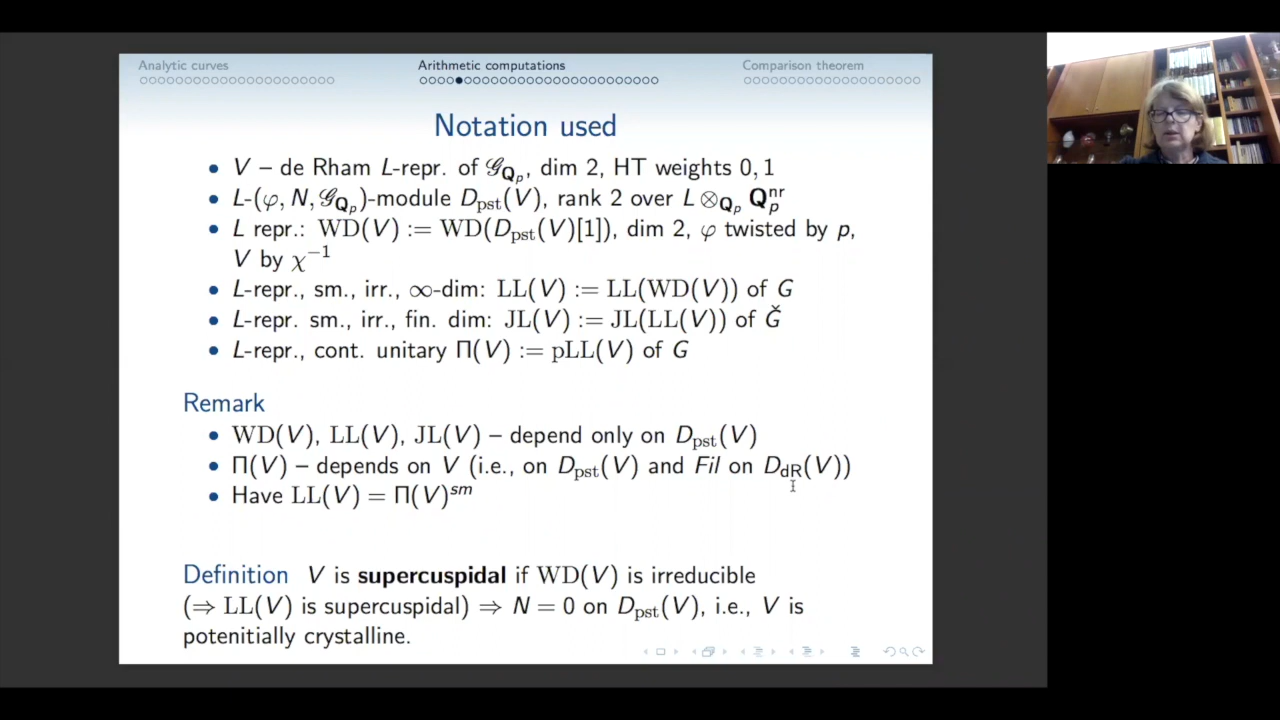 Analytic curves Arithmetic computations Comparison theorem
Notation used
• V – de Rham L-repr. of 𝒢_{Q_p}, dim 2, HT weights 0, 1
• L-(φ, N, 𝒢_{Q_p})-module D_pst(V), rank 2 over L ⊗_{Q_p} Q_p^nr
• L repr.: WD(V) := WD(D_pst(V)[1]), dim 2, φ twisted by p,
V by χ^{−1}
• L-repr., sm., irr., ∞-dim: LL(V) := LL(WD(V)) of G
• L-repr. sm., irr., fin. dim: JL(V) := JL(LL(V)) of Ǧ
• L-repr., cont. unitary Π(V) := pLL(V) of G
Remark
• WD(V), LL(V), JL(V) – depend only on D_pst(V)
• Π(V) – depends on V (i.e., on D_pst(V) and Fil on D_dR(V))
• Have LL(V) = Π(V)^sm
Definition V is supercuspidal if WD(V) is irreducible
(⇒ LL(V) is supercuspidal) ⇒ N = 0 on D_pst(V), i.e., V is
potenitially crystalline.